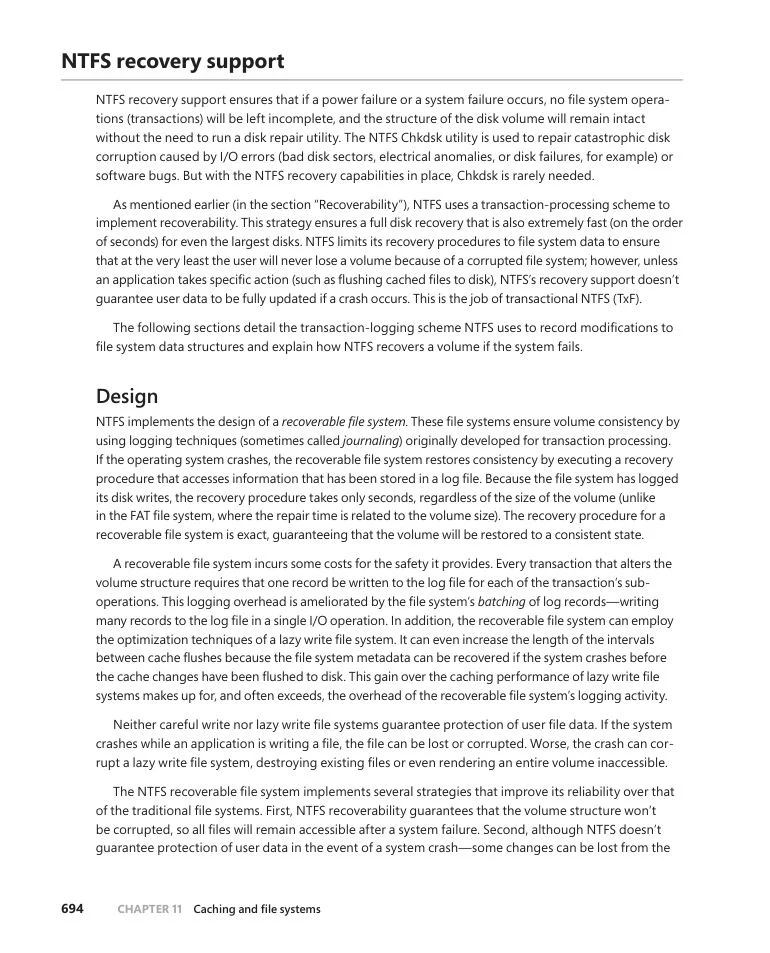 NTFS recovery support
NTFS recovery support ensures that if a power failure or a system failure occurs, no file system opera-
tions (transactions) will be left incomplete, and the structure of the disk volume will remain intact
without the need to run a disk repair utility. The NTFS Chkdsk utility is used to repair catastrophic disk
corruption caused by I/O errors (bad disk sectors, electrical anomalies, or disk failures, for example) or
software bugs. But with the NTFS recovery capabilities in place, Chkdsk is rarely needed.
As mentioned earlier (in the section “Recoverability”), NTFS uses a transaction-processing scheme to
implement recoverability. This strategy ensures a full disk recovery that is also extremely fast (on the order
of seconds) for even the largest disks. NTFS limits its recovery procedures to file system data to ensure
that at the very least the user will never lose a volume because of a corrupted file system; however, unless
an application takes specific action (such as flushing cached files to disk), NTFS’s recovery support doesn’t
guarantee user data to be fully updated if a crash occurs. This is the job of transactional NTFS (TxF).
The following sections detail the transaction-logging scheme NTFS uses to record modifications to
file system data structures and explain how NTFS recovers a volume if the system fails.
Design
NTFS implements the design of a recoverable file system. These file systems ensure volume consistency by
using logging techniques (sometimes called journaling) originally developed for transaction processing.
If the operating system crashes, the recoverable file system restores consistency by executing a recovery
procedure that accesses information that has been stored in a log file. Because the file system has logged
its disk writes, the recovery procedure takes only seconds, regardless of the size of the volume (unlike
in the FAT file system, where the repair time is related to the volume size). The recovery procedure for a
recoverable file system is exact, guaranteeing that the volume will be restored to a consistent state.
A recoverable file system incurs some costs for the safety it provides. Every transaction that alters the
volume structure requires that one record be written to the log file for each of the transaction’s sub-
operations. This logging overhead is ameliorated by the file system’s batching of log records—writing
many records to the log file in a single I/O operation. In addition, the recoverable file system can employ
the optimization techniques of a lazy write file system. It can even increase the length of the intervals
between cache flushes because the file system metadata can be recovered if the system crashes before
the cache changes have been flushed to disk. This gain over the caching performance of lazy write file
systems makes up for, and often exceeds, the overhead of the recoverable file system’s logging activity.
Neither careful write nor lazy write file systems guarantee protection of user file data. If the system
crashes while an application is writing a file, the file can be lost or corrupted. Worse, the crash can cor-
rupt a lazy write file system, destroying existing files or even rendering an entire volume inaccessible.
The NTFS recoverable file system implements several strategies that improve its reliability over that
of the traditional file systems. First, NTFS recoverability guarantees that the volume structure won’t
be corrupted, so all files will remain accessible after a system failure. Second, although NTFS doesn’t
guarantee protection of user data in the event of a system crash—some changes can be lost from the
694 CHAPTER 11 Caching and file systems